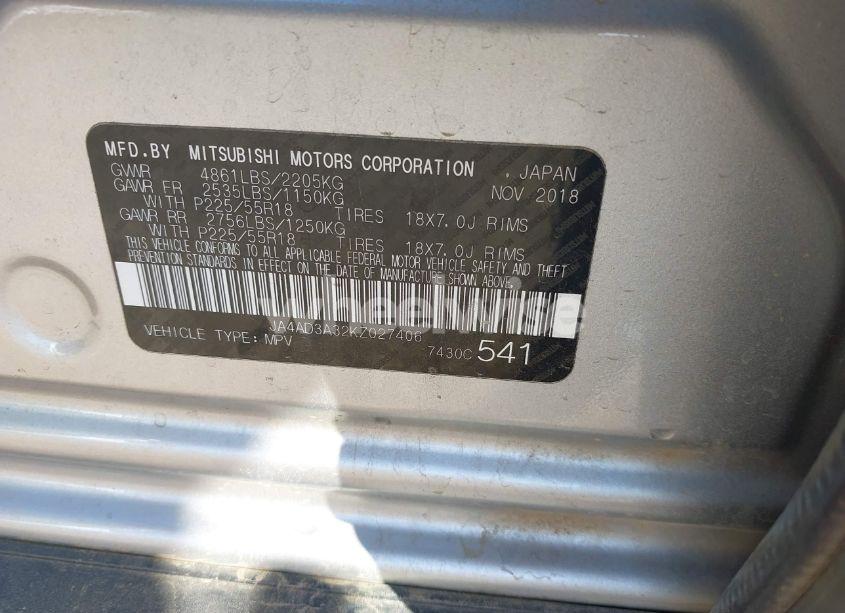 MFD.BY MITSUBISHI MOTORS CORPORATION , JAPAN
GVWR 4861LBS/2205KG NOV 2018
GAWR FR 2535LBS/1150KG
WITH P225/55R18 TIRES 18X7.0J RIMS
GAWR RR 2756LBS/1250KG
WITH P225/55R18 TIRES 18X7.0J RIMS
THIS VEHICLE CONFORMS TO ALL APPLICABLE FEDERAL MOTOR VEHICLE SAFETY AND THEFT
PREVENTION STANDARDS IN EFFECT ON THE DATE OF MANUFACTURE SHOWN ABOVE.
wheelwise
JA4AD3A32KZ027406
VEHICLE TYPE: MPV 7430C 541